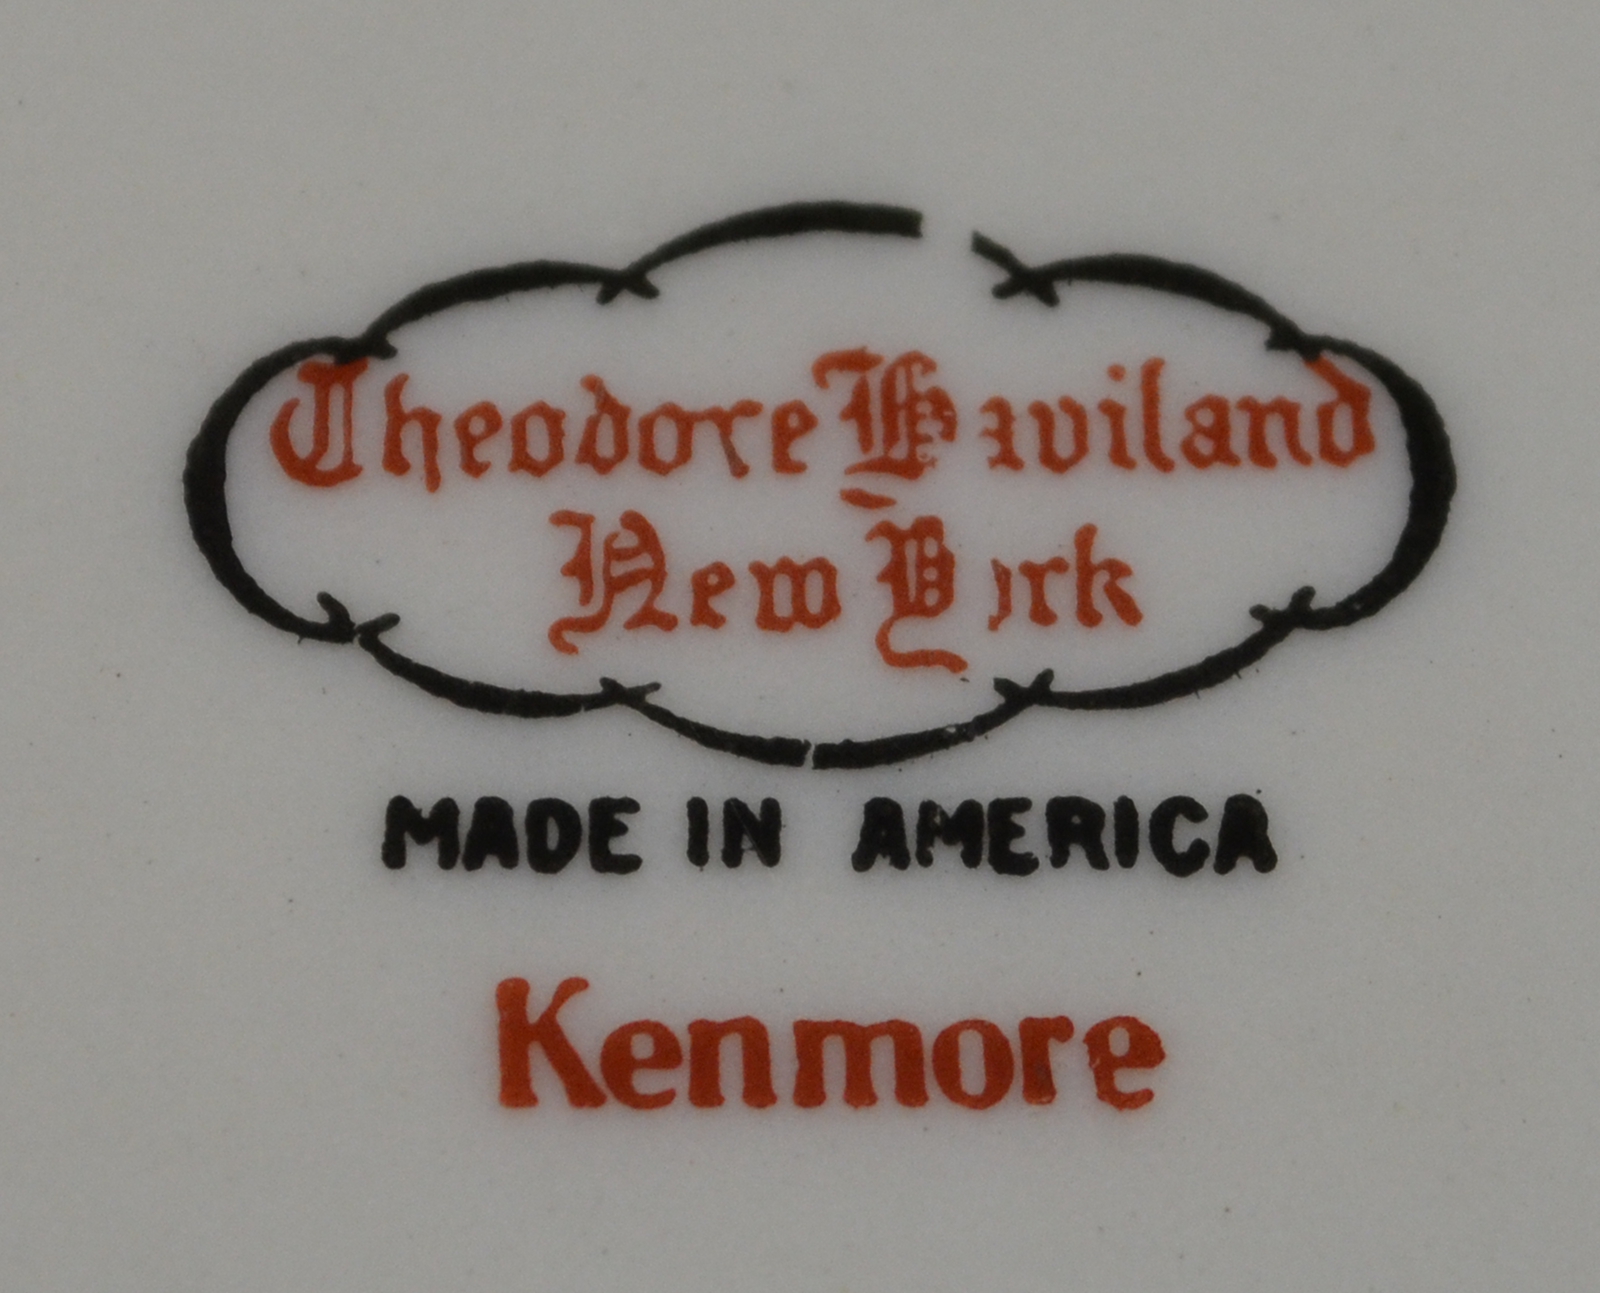 Theodore Haviland
New York
MADE IN AMERICA
Kenmore